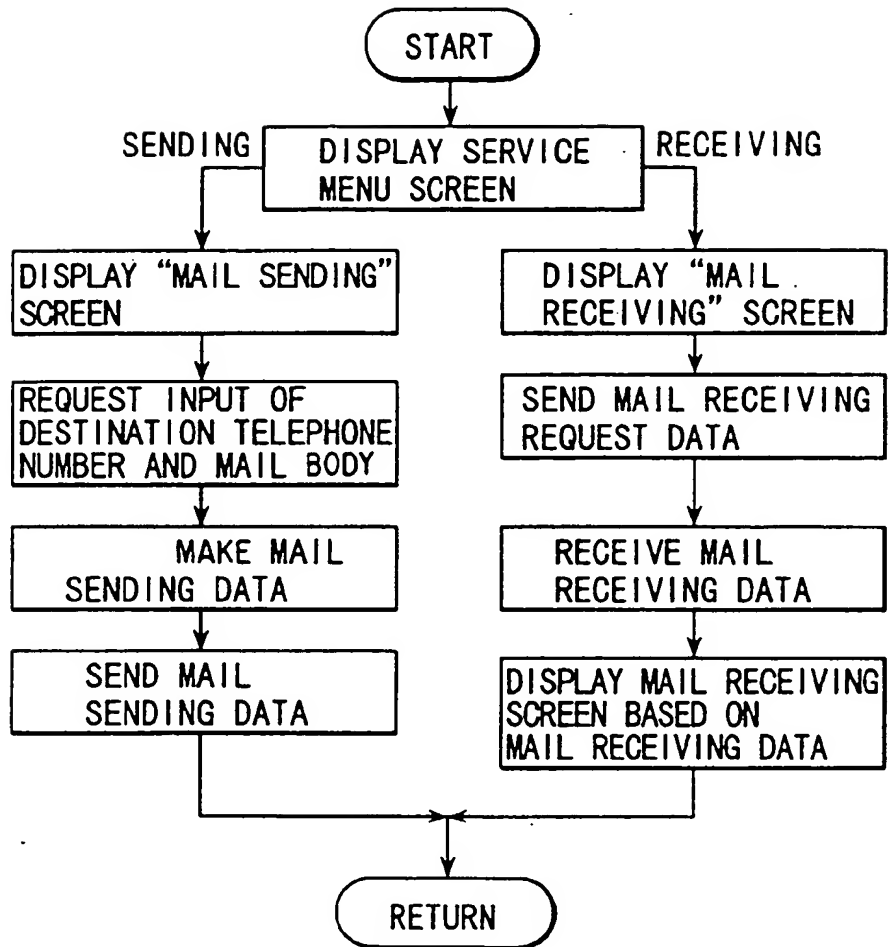 START
SENDING
RECEIVING
DISPLAY SERVICE
MENU SCREEN
DISPLAY “MAIL SENDING”
SCREEN
REQUEST INPUT OF
DESTINATION TELEPHONE
NUMBER AND MAIL BODY
MAKE MAIL
SENDING DATA
SEND MAIL
SENDING DATA
DISPLAY “MAIL
RECEIVING” SCREEN
SEND MAIL RECEIVING
REQUEST DATA
RECEIVE MAIL
RECEIVING DATA
DISPLAY MAIL RECEIVING
SCREEN BASED ON
MAIL RECEIVING DATA
RETURN